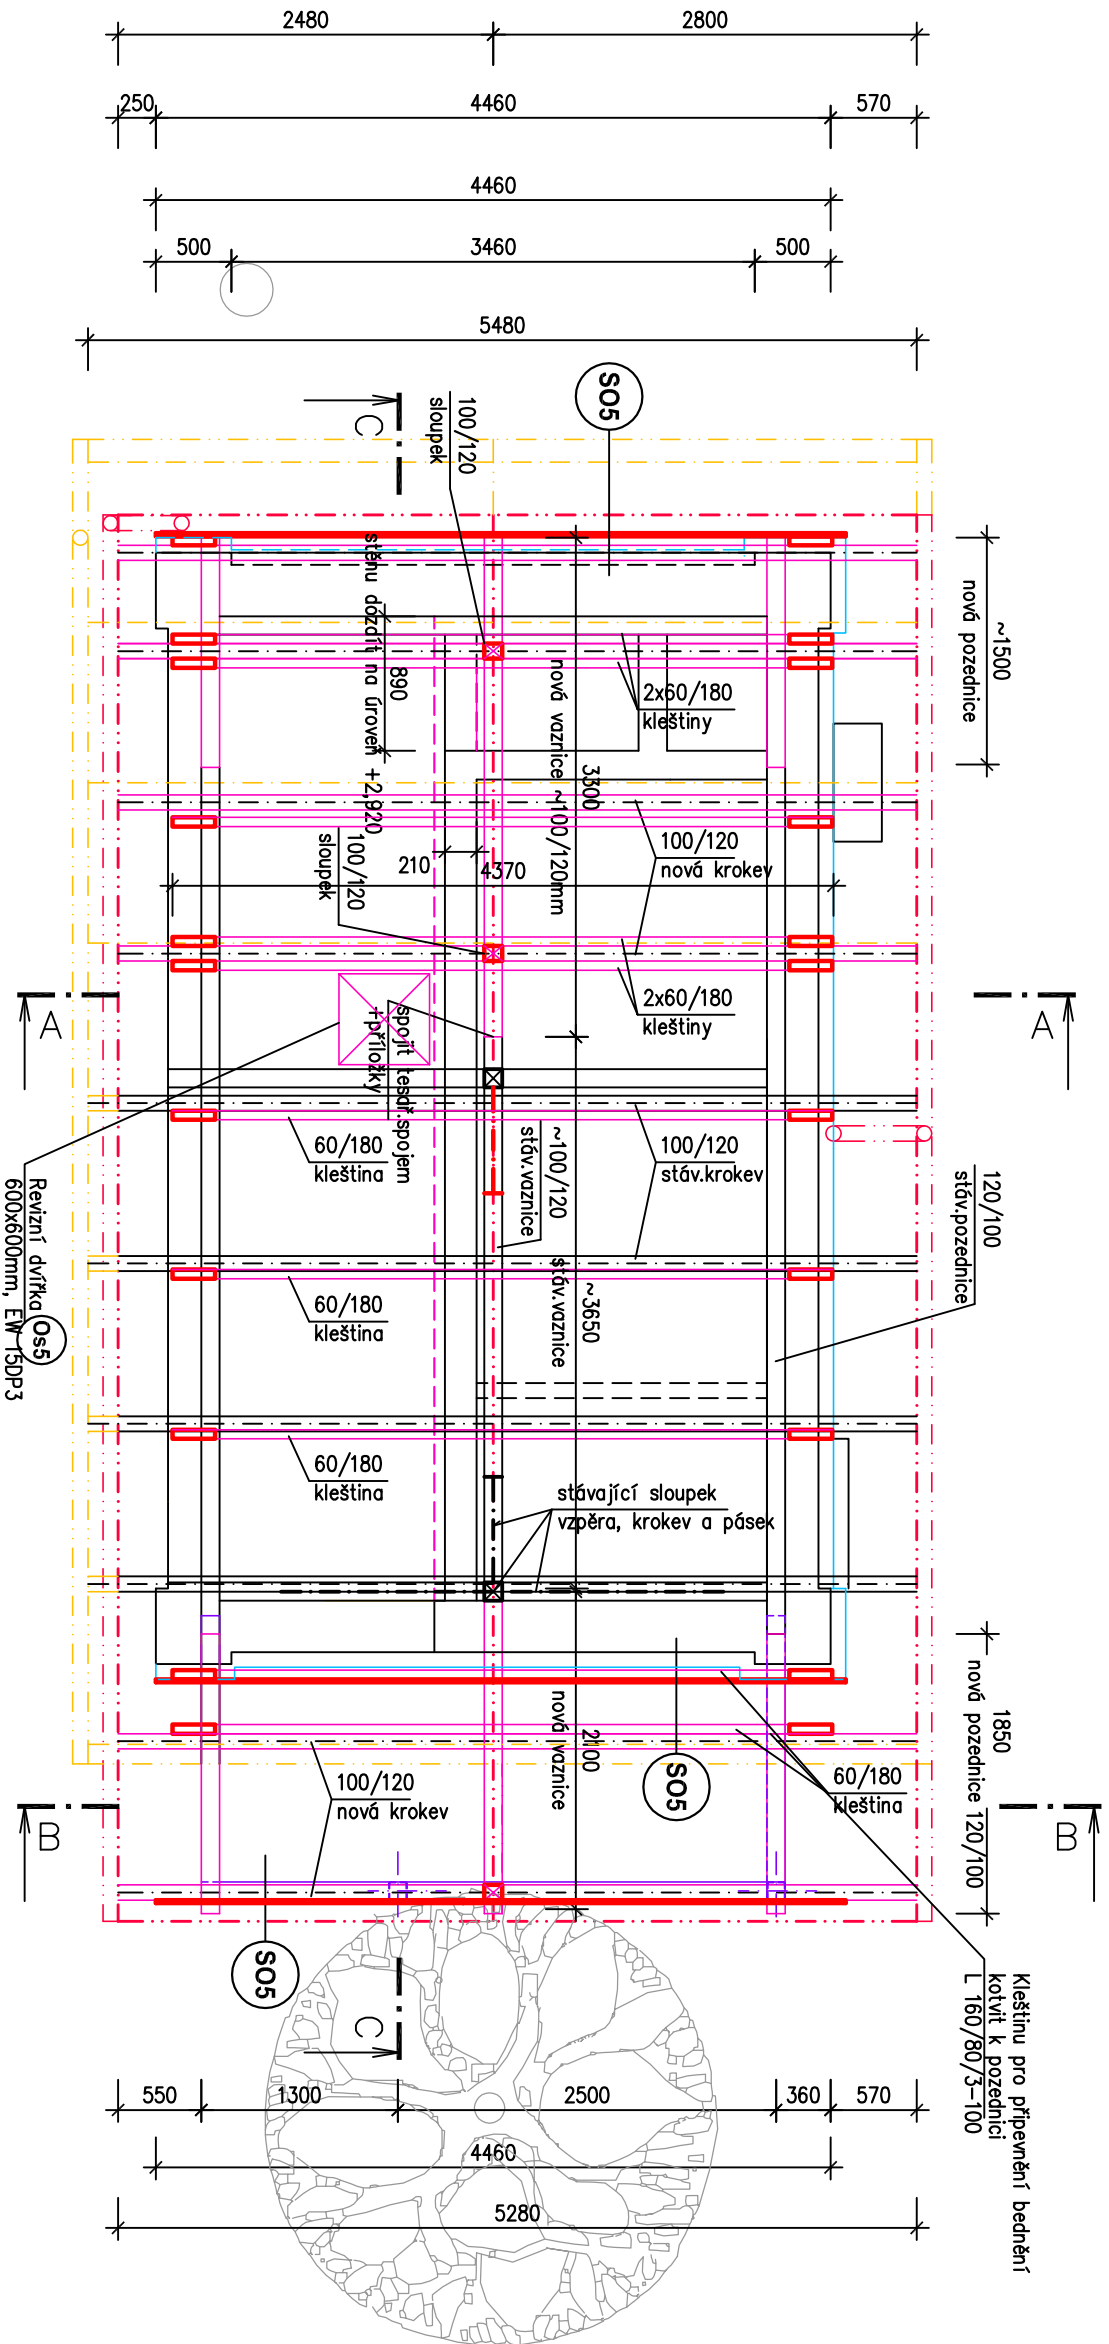 2480
2800
250
4460
570
4460
500
3460
500
5480
SO5
C
100/120
sloupek
~1500
nová pozednice
stěnu dozdít na úroveň +2,920
890
2x60/180
kleštiny
nová vaznice ~100/120mm
3300
100/120
nová krokev
100/120
sloupek
210
4370
2x60/180
kleštiny
A
A
spojit tesař.spojem
+příložky
60/180
kleština
~100/120
stáv.vaznice
100/120
stáv.krokev
120/100
stáv.pozednice
Revizní dvířka
600x600mm, EW 15DP3
Os5
60/180
kleština
~3650
stáv.vaznice
60/180
kleština
stávající sloupek
vzpěra, krokev a pásek
1850
nová pozednice 120/100
2100
nová vaznice
SO5
60/180
kleština
100/120
nová krokev
B
B
SO5
C
Kleštinu pro připevnění bednění
kotvit k pozednici
L 160/80/3-100
550
1300
2500
360
570
4460
5280